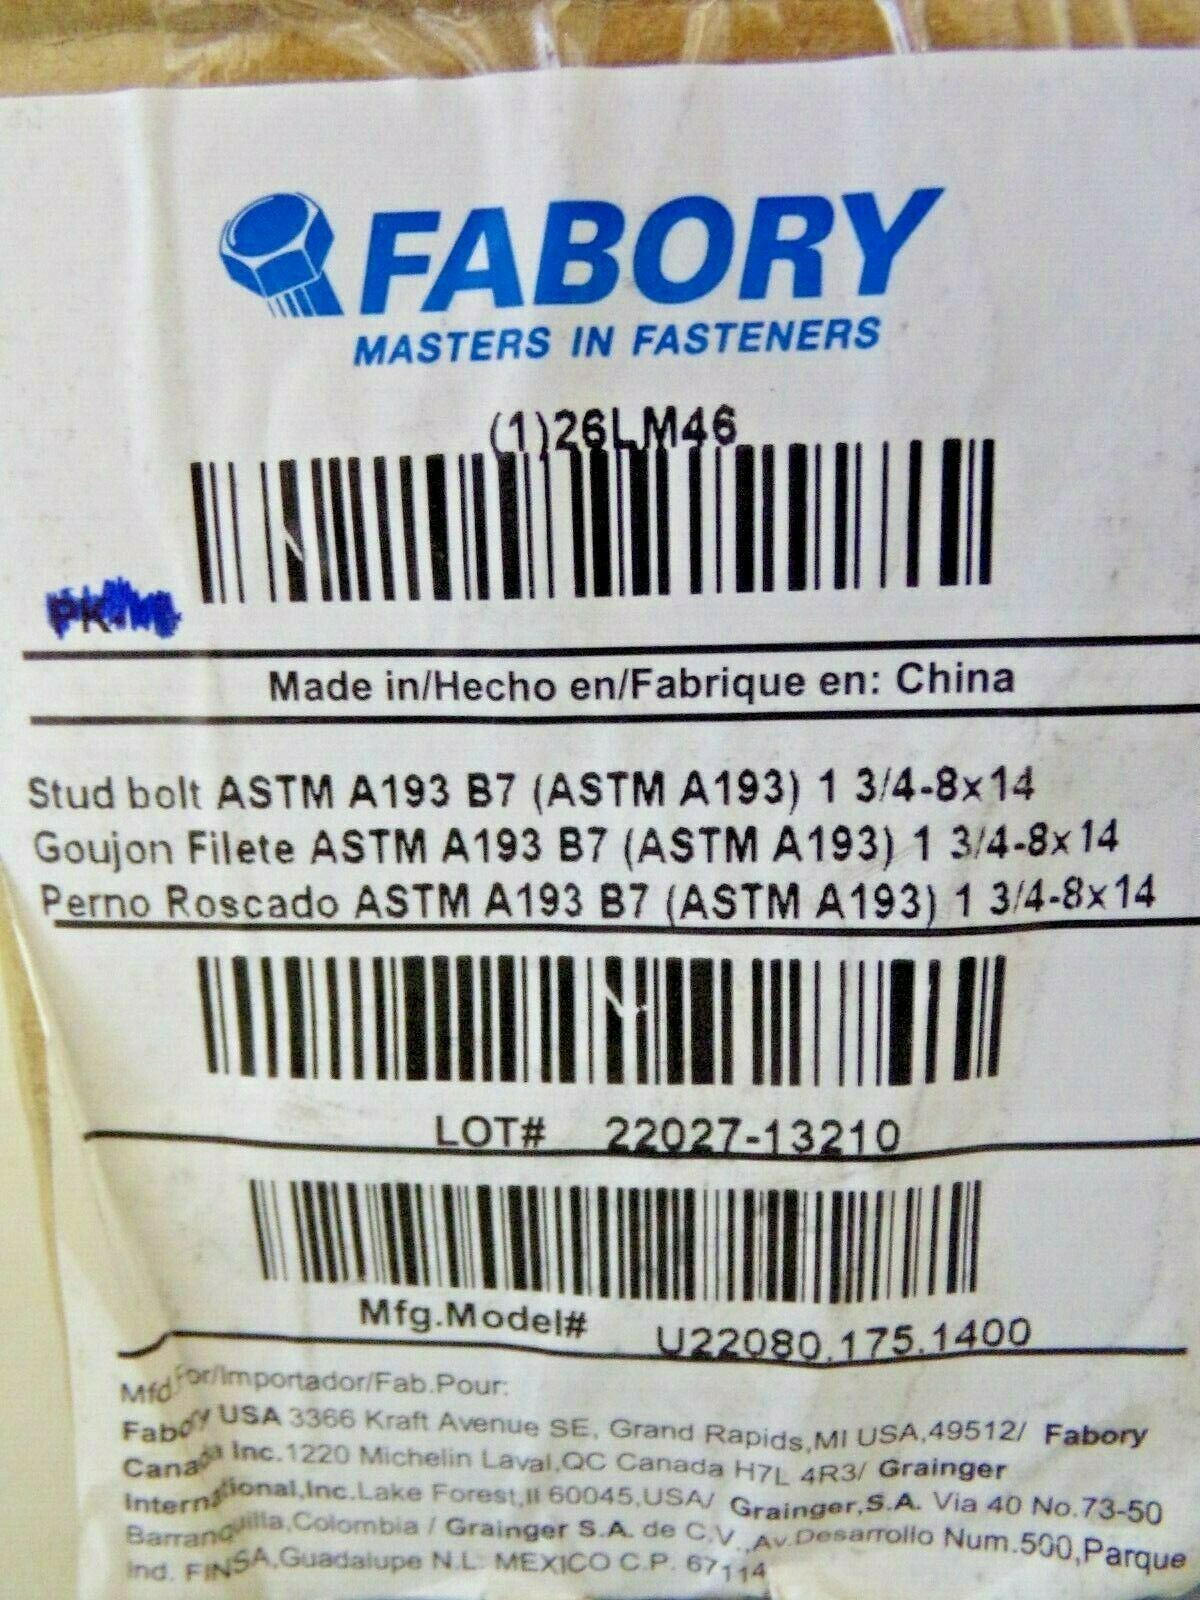 FABORY
MASTERS IN FASTENERS
(1)26LM46
PK-
Made in/Hecho en/Fabrique en: China
Stud bolt ASTM A193 B7 (ASTM A193) 1 3/4-8x14
Goujon Filete ASTM A193 B7 (ASTM A193) 1 3/4-8x14
Perno Roscado ASTM A193 B7 (ASTM A193) 1 3/4-8x14
LOT# 22027-13210
Mfg.Model# U22080.175.1400
Mfd.For/Importador/Fab.Pour:
Fabory USA 3366 Kraft Avenue SE, Grand Rapids,MI USA,49512/ Fabory
Canada Inc.1220 Michelin Laval,QC Canada H7L 4R3/ Grainger
International,Inc.Lake Forest,Il 60045,USA/ Grainger,S.A. Via 40 No.73-50
Barranquilla,Colombia / Grainger S.A. de C.V.,Av.Desarrollo Num.500,Parque
Ind. FINSA,Guadalupe N.L. MEXICO C.P. 67114